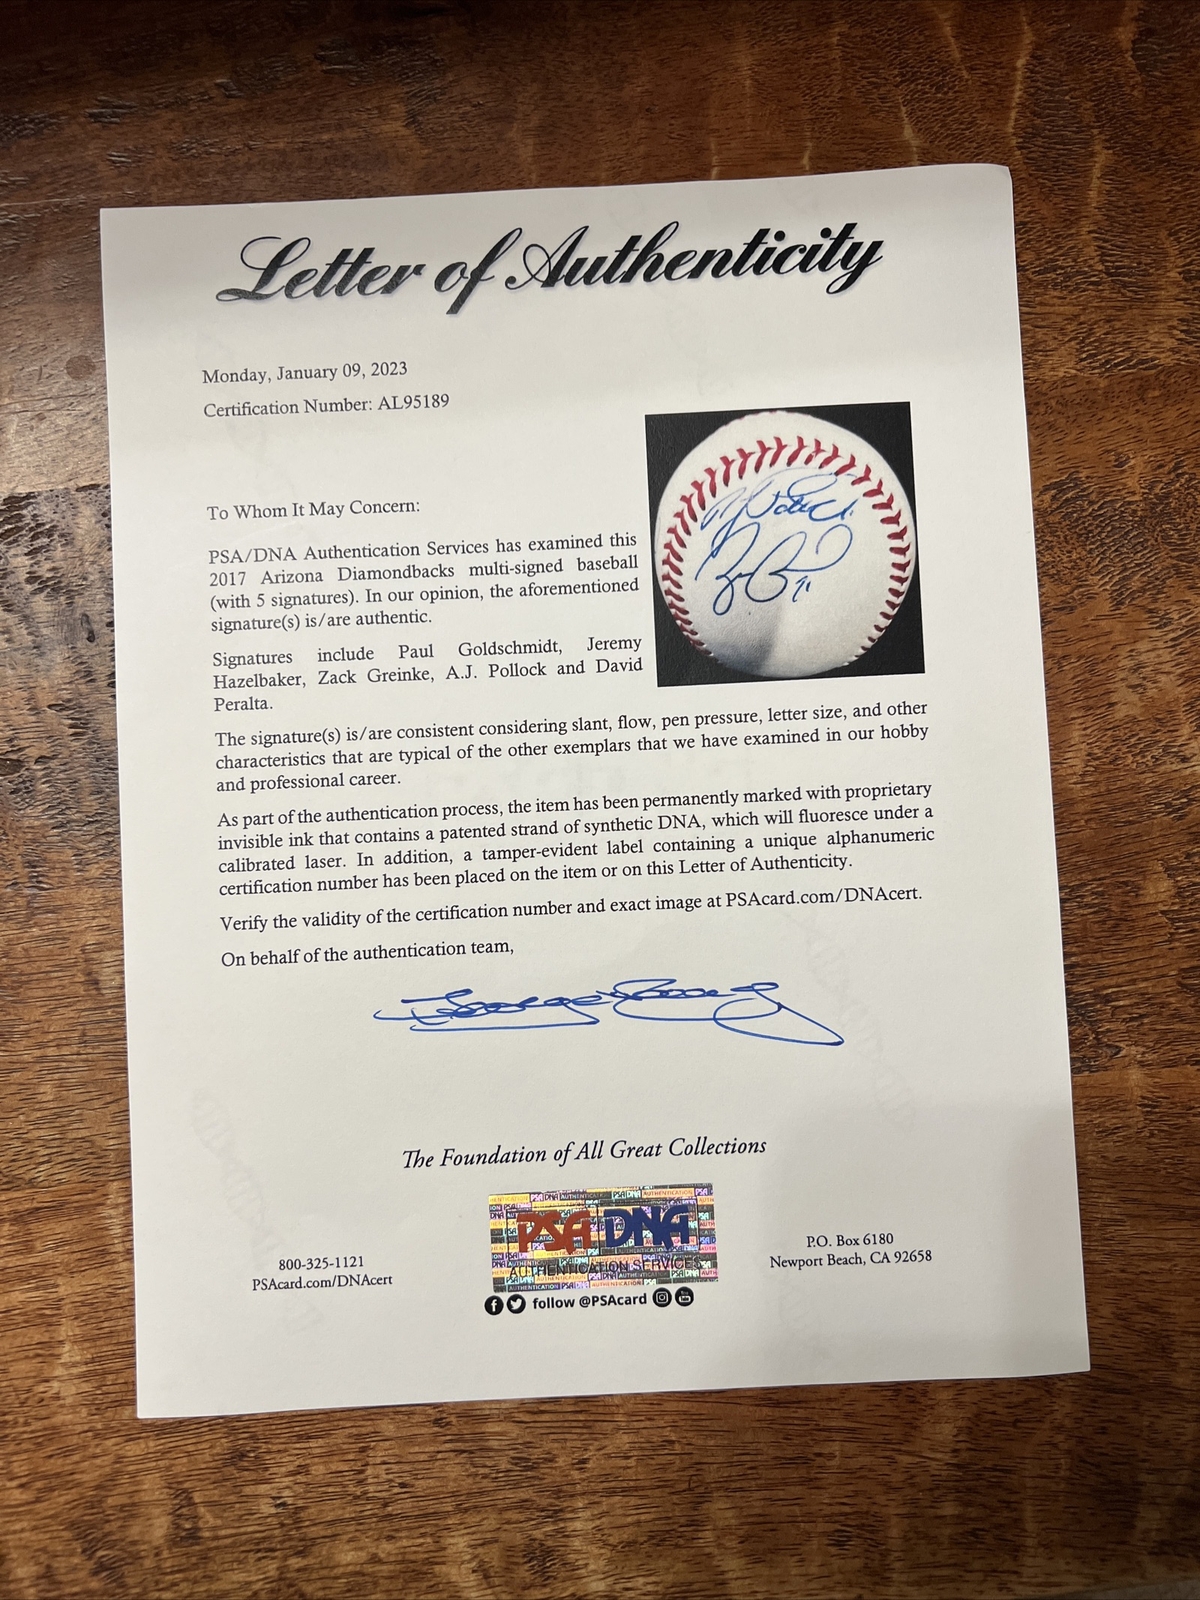 Letter of Authenticity
Monday, January 09, 2023
Certification Number: AL95189
To Whom It May Concern:
PSA/DNA Authentication Services has examined this
2017 Arizona Diamondbacks multi-signed baseball
(with 5 signatures). In our opinion, the aforementioned
signature(s) is/are authentic.
Signatures include Paul Goldschmidt, Jeremy
Hazelbaker, Zack Greinke, A.J. Pollock and David
Peralta.
The signature(s) is/are consistent considering slant, flow, pen pressure, letter size, and other
characteristics that are typical of the other exemplars that we have examined in our hobby
and professional career.
As part of the authentication process, the item has been permanently marked with proprietary
invisible ink that contains a patented strand of synthetic DNA, which will fluoresce under a
calibrated laser. In addition, a tamper-evident label containing a unique alphanumeric
certification number has been placed on the item or on this Letter of Authenticity.
Verify the validity of the certification number and exact image at PSAcard.com/DNAcert.
On behalf of the authentication team,
The Foundation of All Great Collections
PSA DNA
AUTHENTICATION SERVICES
800-325-1121
PSAcard.com/DNAcert
follow @PSAcard
P.O. Box 6180
Newport Beach, CA 92658